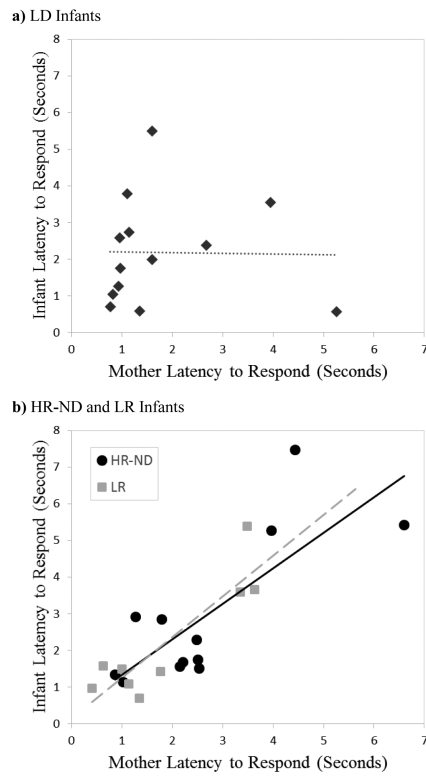 a) LD Infants
8
7
6
5
4
3
2
1
0
Infant Latency to Respond (Seconds)
0 1 2 3 4 5 6 7
Mother Latency to Respond (Seconds)
b) HR-ND and LR Infants
8
7
6
5
4
3
2
1
0
Infant Latemcy to Respond (Seconds)
HR-ND
LR
0 1 2 3 4 5 6 7
Mother Latency to Respond (Seconds)